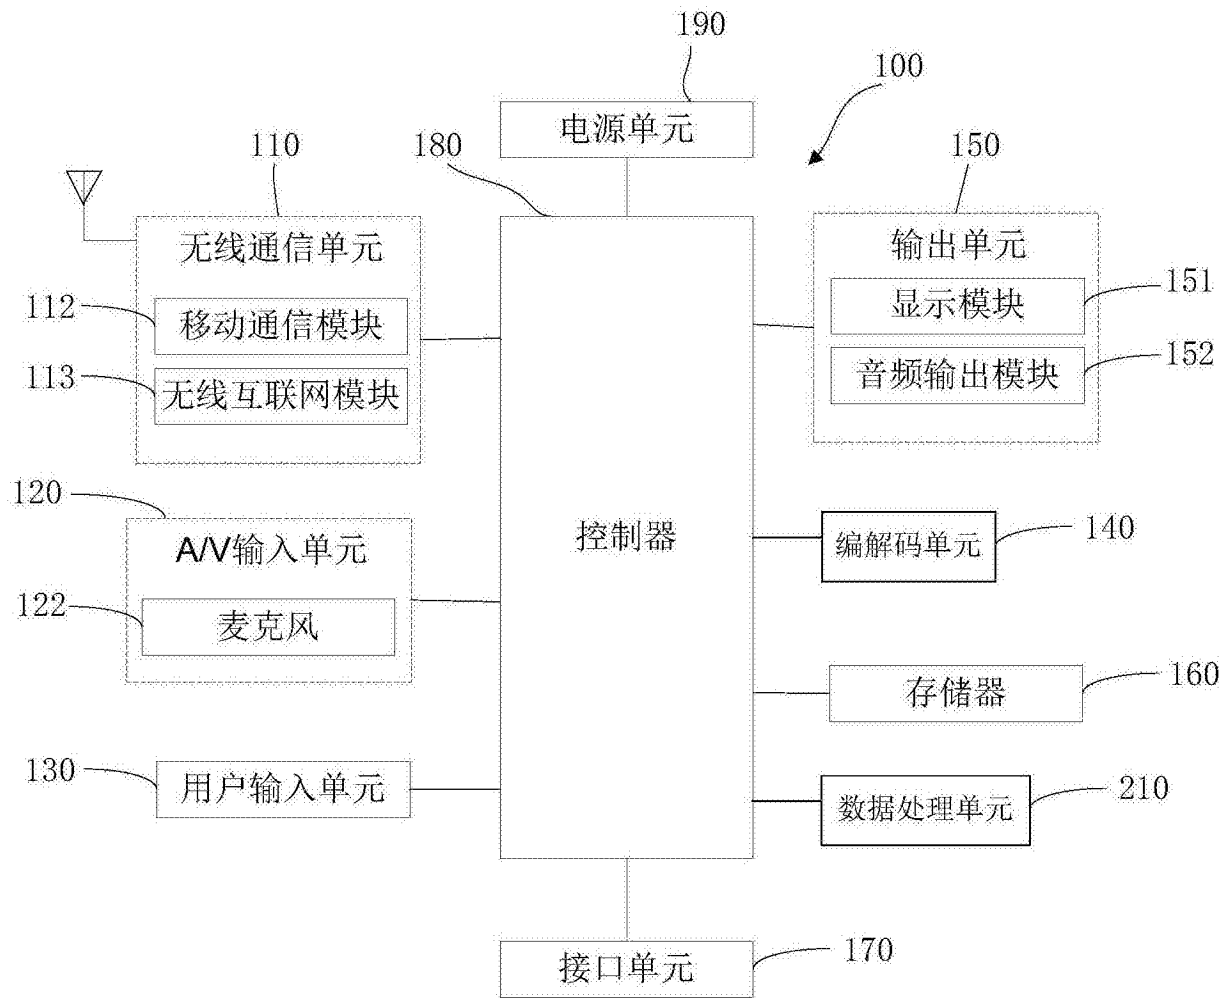 190
100
电源单元
110
180
150
无线通信单元
输出单元
112
移动通信模块
显示模块
151
113
无线互联网模块
音频输出模块
152
120
A/V输入单元
控制器
编解码单元
140
122
麦克风
存储器
160
130
用户输入单元
数据处理单元
210
接口单元
170